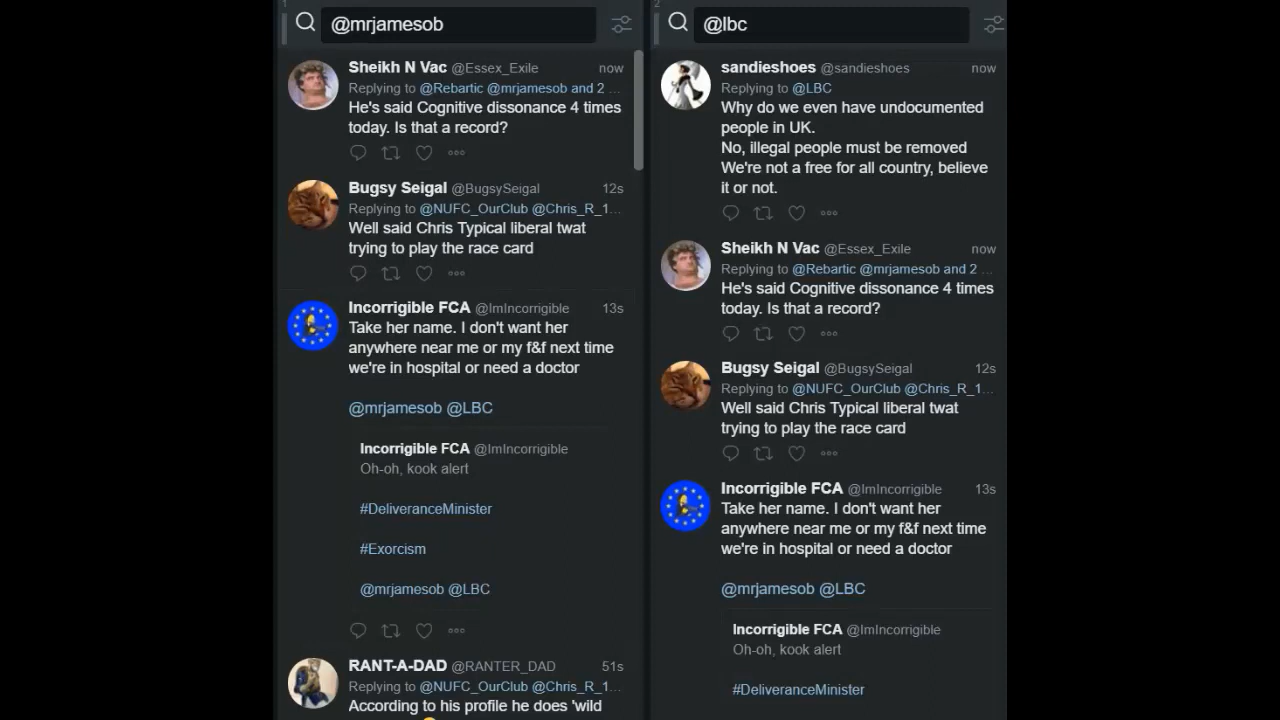 1
@mrjamesob
Sheikh N Vac @Essex_Exile now
Replying to @Rebartic @mrjamesob and 2 ...
He's said Cognitive dissonance 4 times
today. Is that a record?
Bugsy Seigal @BugsySeigal 12s
Replying to @NUFC_OurClub @Chris_R_1...
Well said Chris Typical liberal twat
trying to play the race card
Incorrigible FCA @ImIncorrigible 13s
Take her name. I don't want her
anywhere near me or my f&f next time
we're in hospital or need a doctor
@mrjamesob @LBC
Incorrigible FCA @ImIncorrigible
Oh-oh, kook alert
#DeliveranceMinister
#Exorcism
@mrjamesob @LBC
RANT-A-DAD @RANTER_DAD 51s
Replying to @NUFC_OurClub @Chris_R_1...
According to his profile he does 'wild
2
@lbc
sandieshoes @sandieshoes now
Replying to @LBC
Why do we even have undocumented
people in UK.
No, illegal people must be removed
We're not a free for all country, believe
it or not.
Sheikh N Vac @Essex_Exile now
Replying to @Rebartic @mrjamesob and 2 ...
He's said Cognitive dissonance 4 times
today. Is that a record?
Bugsy Seigal @BugsySeigal 12s
Replying to @NUFC_OurClub @Chris_R_1...
Well said Chris Typical liberal twat
trying to play the race card
Incorrigible FCA @ImIncorrigible 13s
Take her name. I don't want her
anywhere near me or my f&f next time
we're in hospital or need a doctor
@mrjamesob @LBC
Incorrigible FCA @ImIncorrigible
Oh-oh, kook alert
#DeliveranceMinister